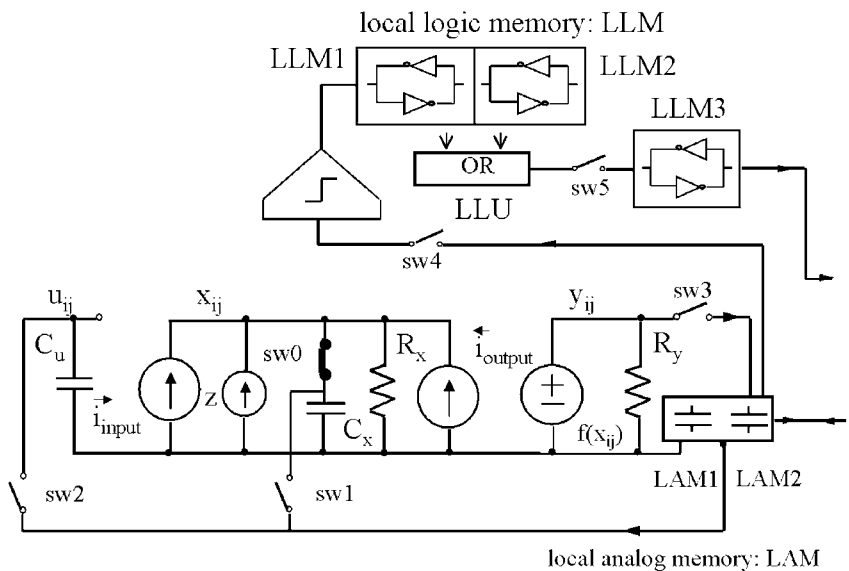 local logic memory: LLM
LLM1
LLM2
LLM3
OR
sw5
LLU
sw4
u_ij
x_ij
y_ij
sw3
C_u
sw0
R_x
i_output
R_y
i_input
z
C_x
f(x_ij)
LAM1
LAM2
sw2
sw1
local analog memory: LAM